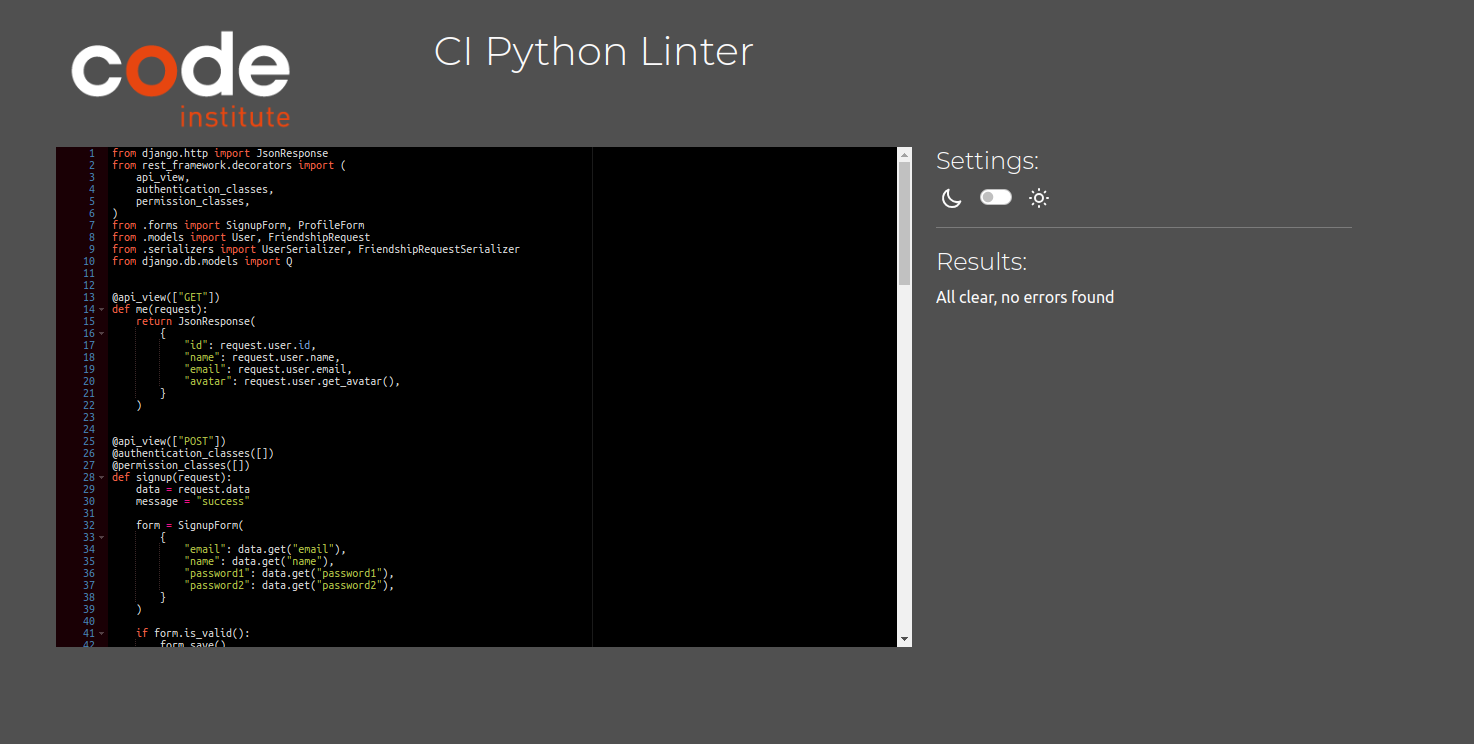 code
institute
CI Python Linter
1 from django.http import JsonResponse
2 from rest_framework.decorators import (
3     api_view,
4     authentication_classes,
5     permission_classes,
6 )
7 from .forms import SignupForm, ProfileForm
8 from .models import User, FriendshipRequest
9 from .serializers import UserSerializer, FriendshipRequestSerializer
10 from django.db.models import Q
11
12
13 @api_view(["GET"])
14 def me(request):
15     return JsonResponse(
16         {
17             "id": request.user.id,
18             "name": request.user.name,
19             "email": request.user.email,
20             "avatar": request.user.get_avatar(),
21         }
22     )
23
24
25 @api_view(["POST"])
26 @authentication_classes([])
27 @permission_classes([])
28 def signup(request):
29     data = request.data
30     message = "success"
31
32     form = SignupForm(
33         {
34             "email": data.get("email"),
35             "name": data.get("name"),
36             "password1": data.get("password1"),
37             "password2": data.get("password2"),
38         }
39     )
40
41     if form.is_valid():
42         form.save()
Settings:
Results:
All clear, no errors found